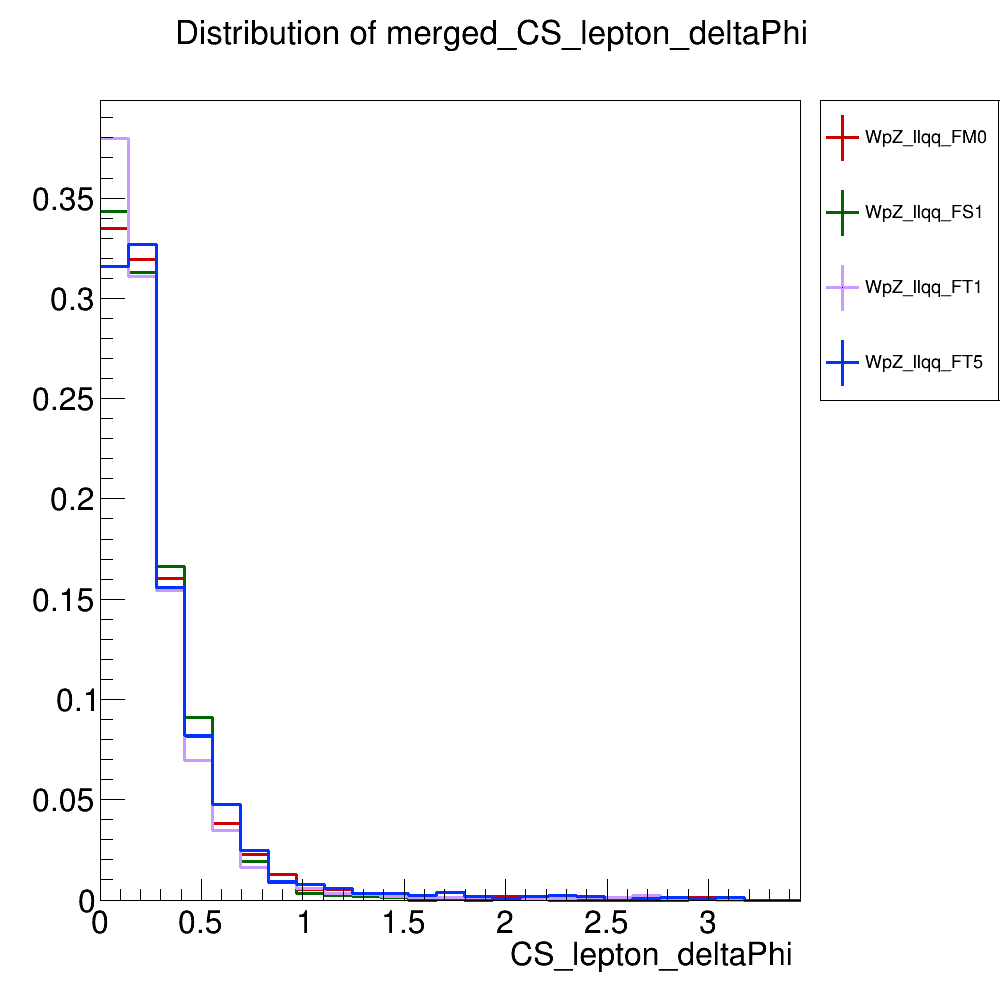 Distribution of merged_CS_lepton_deltaPhi
WpZ_llqq_FM0
WpZ_llqq_FS1
WpZ_llqq_FT1
WpZ_llqq_FT5
0.35
0.3
0.25
0.2
0.15
0.1
0.05
0
0 0.5 1 1.5 2 2.5 3
CS_lepton_deltaPhi